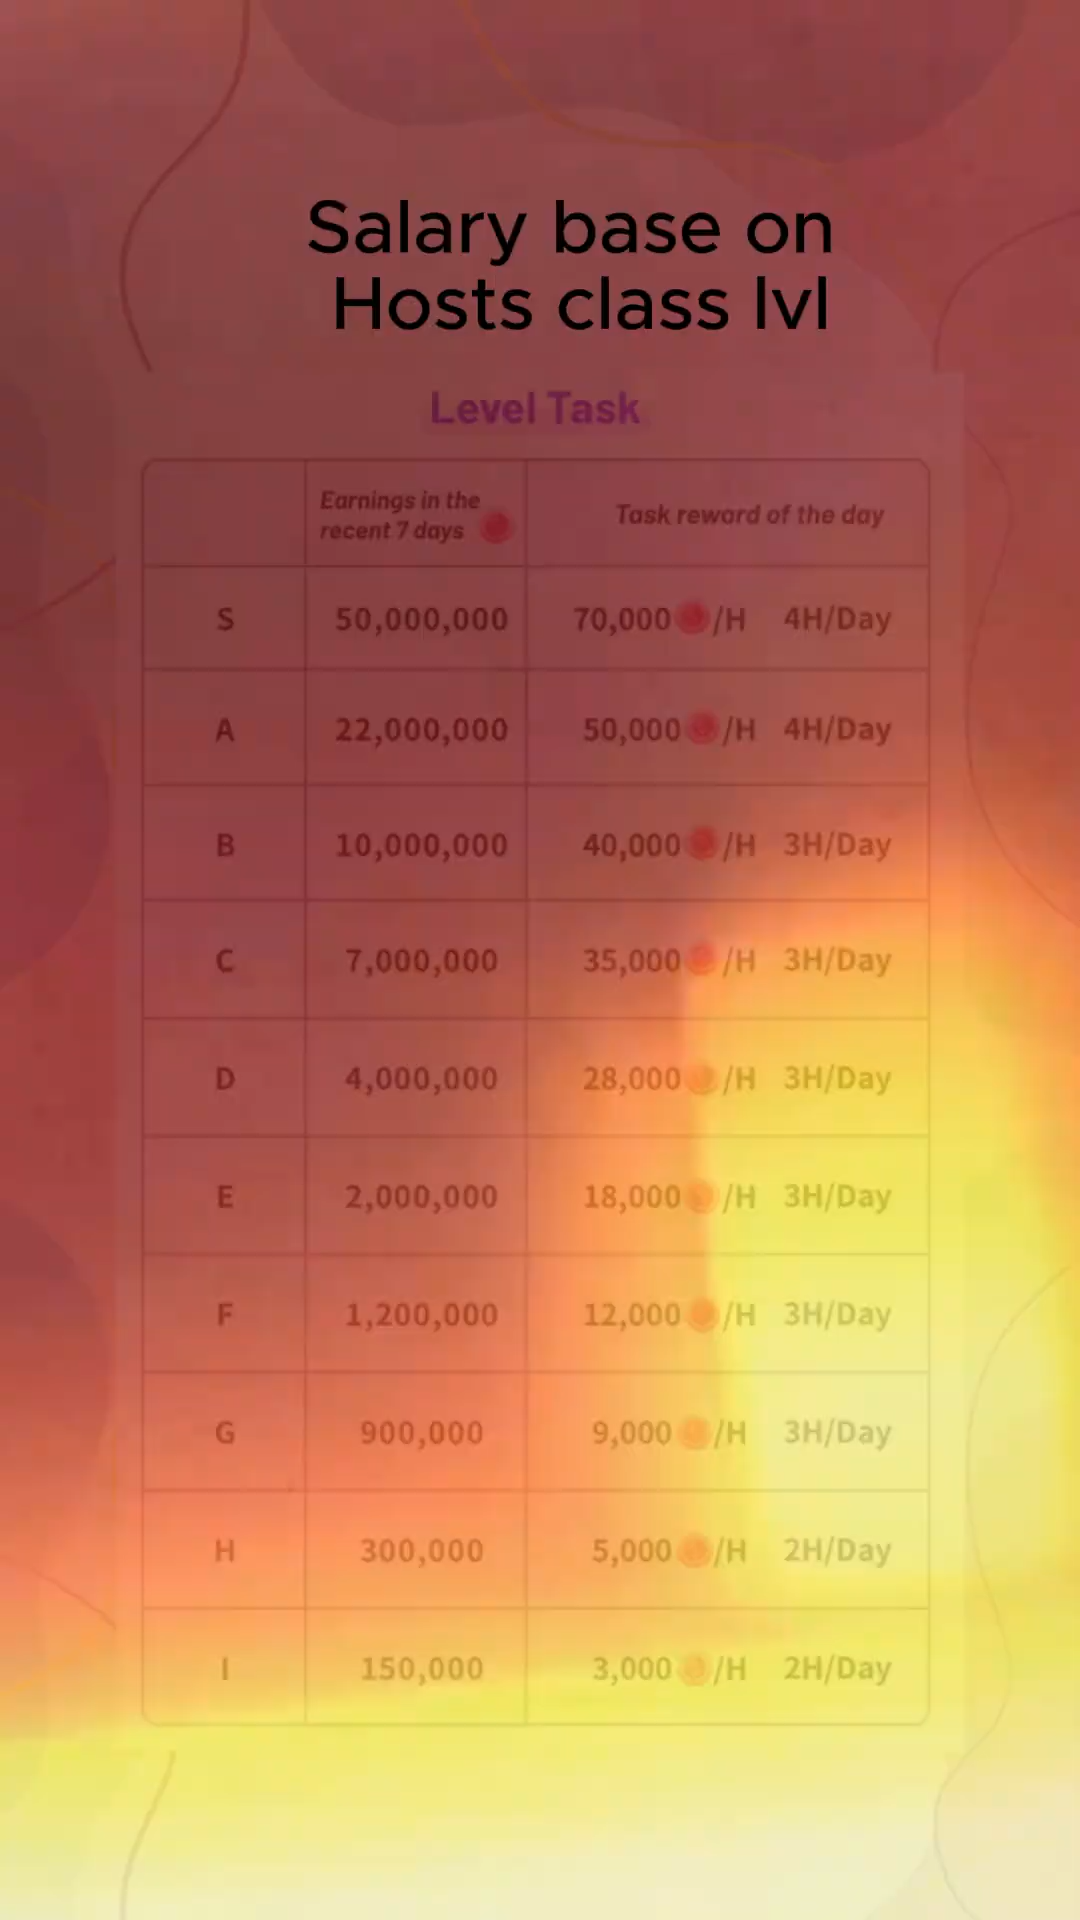 Salary base on
Hosts class lvl
Level Task
Earnings in the recent 7 days Task reward of the day
S 50,000,000 70,000 /H 4H/Day
A 22,000,000 50,000 /H 4H/Day
B 10,000,000 40,000 /H 3H/Day
C 7,000,000 35,000 /H 3H/Day
D 4,000,000 28,000 /H 3H/Day
E 2,000,000 18,000 /H 3H/Day
F 1,200,000 12,000 /H 3H/Day
G 900,000 9,000 /H 3H/Day
H 300,000 5,000 /H 2H/Day
I 150,000 3,000 /H 2H/Day